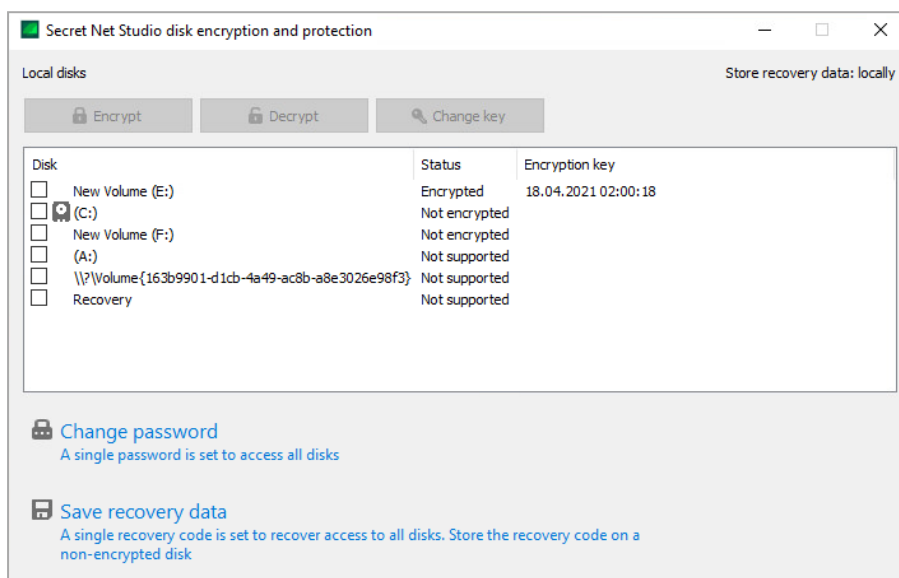 Secret Net Studio disk encryption and protection
Local disks Store recovery data: locally
Encrypt Decrypt Change key
Disk Status Encryption key
New Volume (E:) Encrypted 18.04.2021 02:00:18
(C:) Not encrypted
New Volume (F:) Not encrypted
(A:) Not supported
\\?\Volume{163b9901-d1cb-4a49-ac8b-a8e3026e98f3} Not supported
Recovery Not supported
Change password
A single password is set to access all disks
Save recovery data
A single recovery code is set to recover access to all disks. Store the recovery code on a
non-encrypted disk